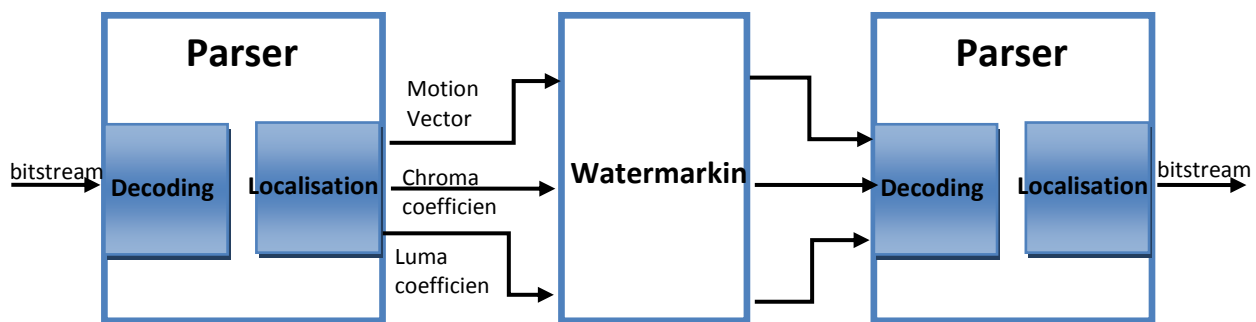 Parser
bitstream
Decoding
Localisation
Motion
Vector
Chroma
coefficien
Luma
coefficien
Watermarkin
Parser
Decoding
Localisation
bitstream